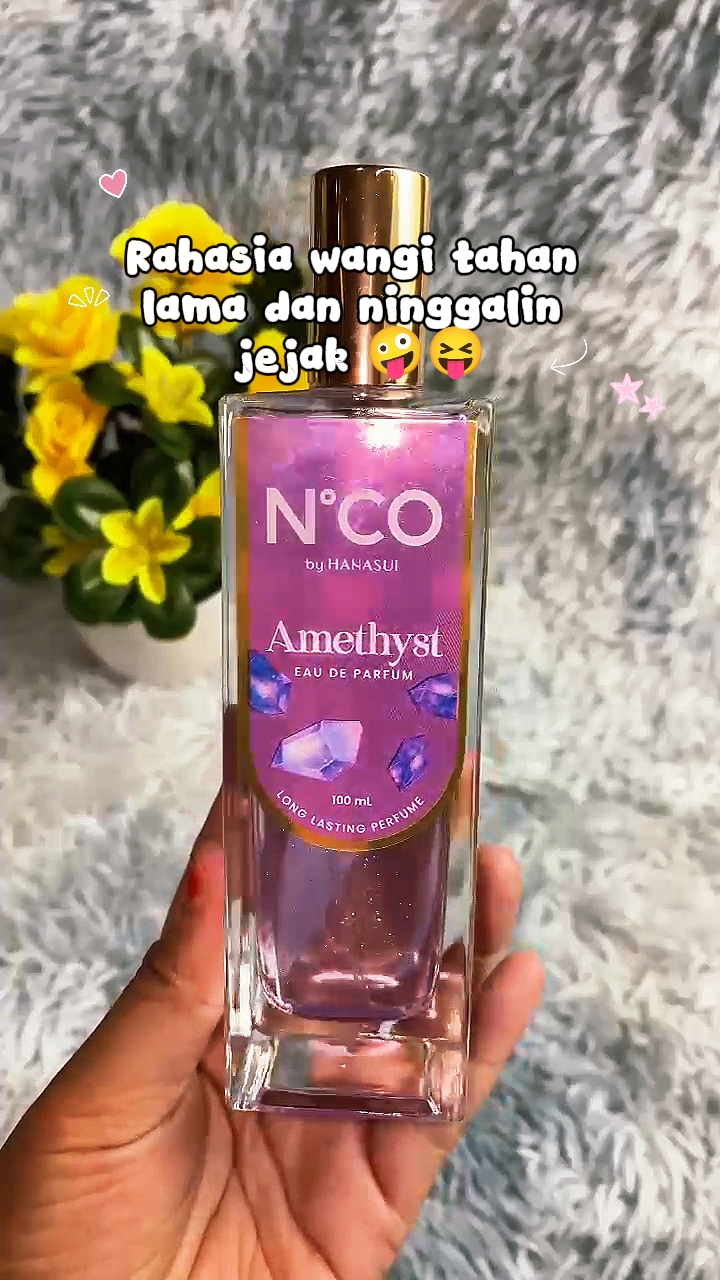 Rahasia wangi tahan
lama dan ninggalin
jejak 🤪😝
N°CO
by HANASUI
Amethyst
EAU DE PARFUM
100 mL
LONG LASTING PERFUME